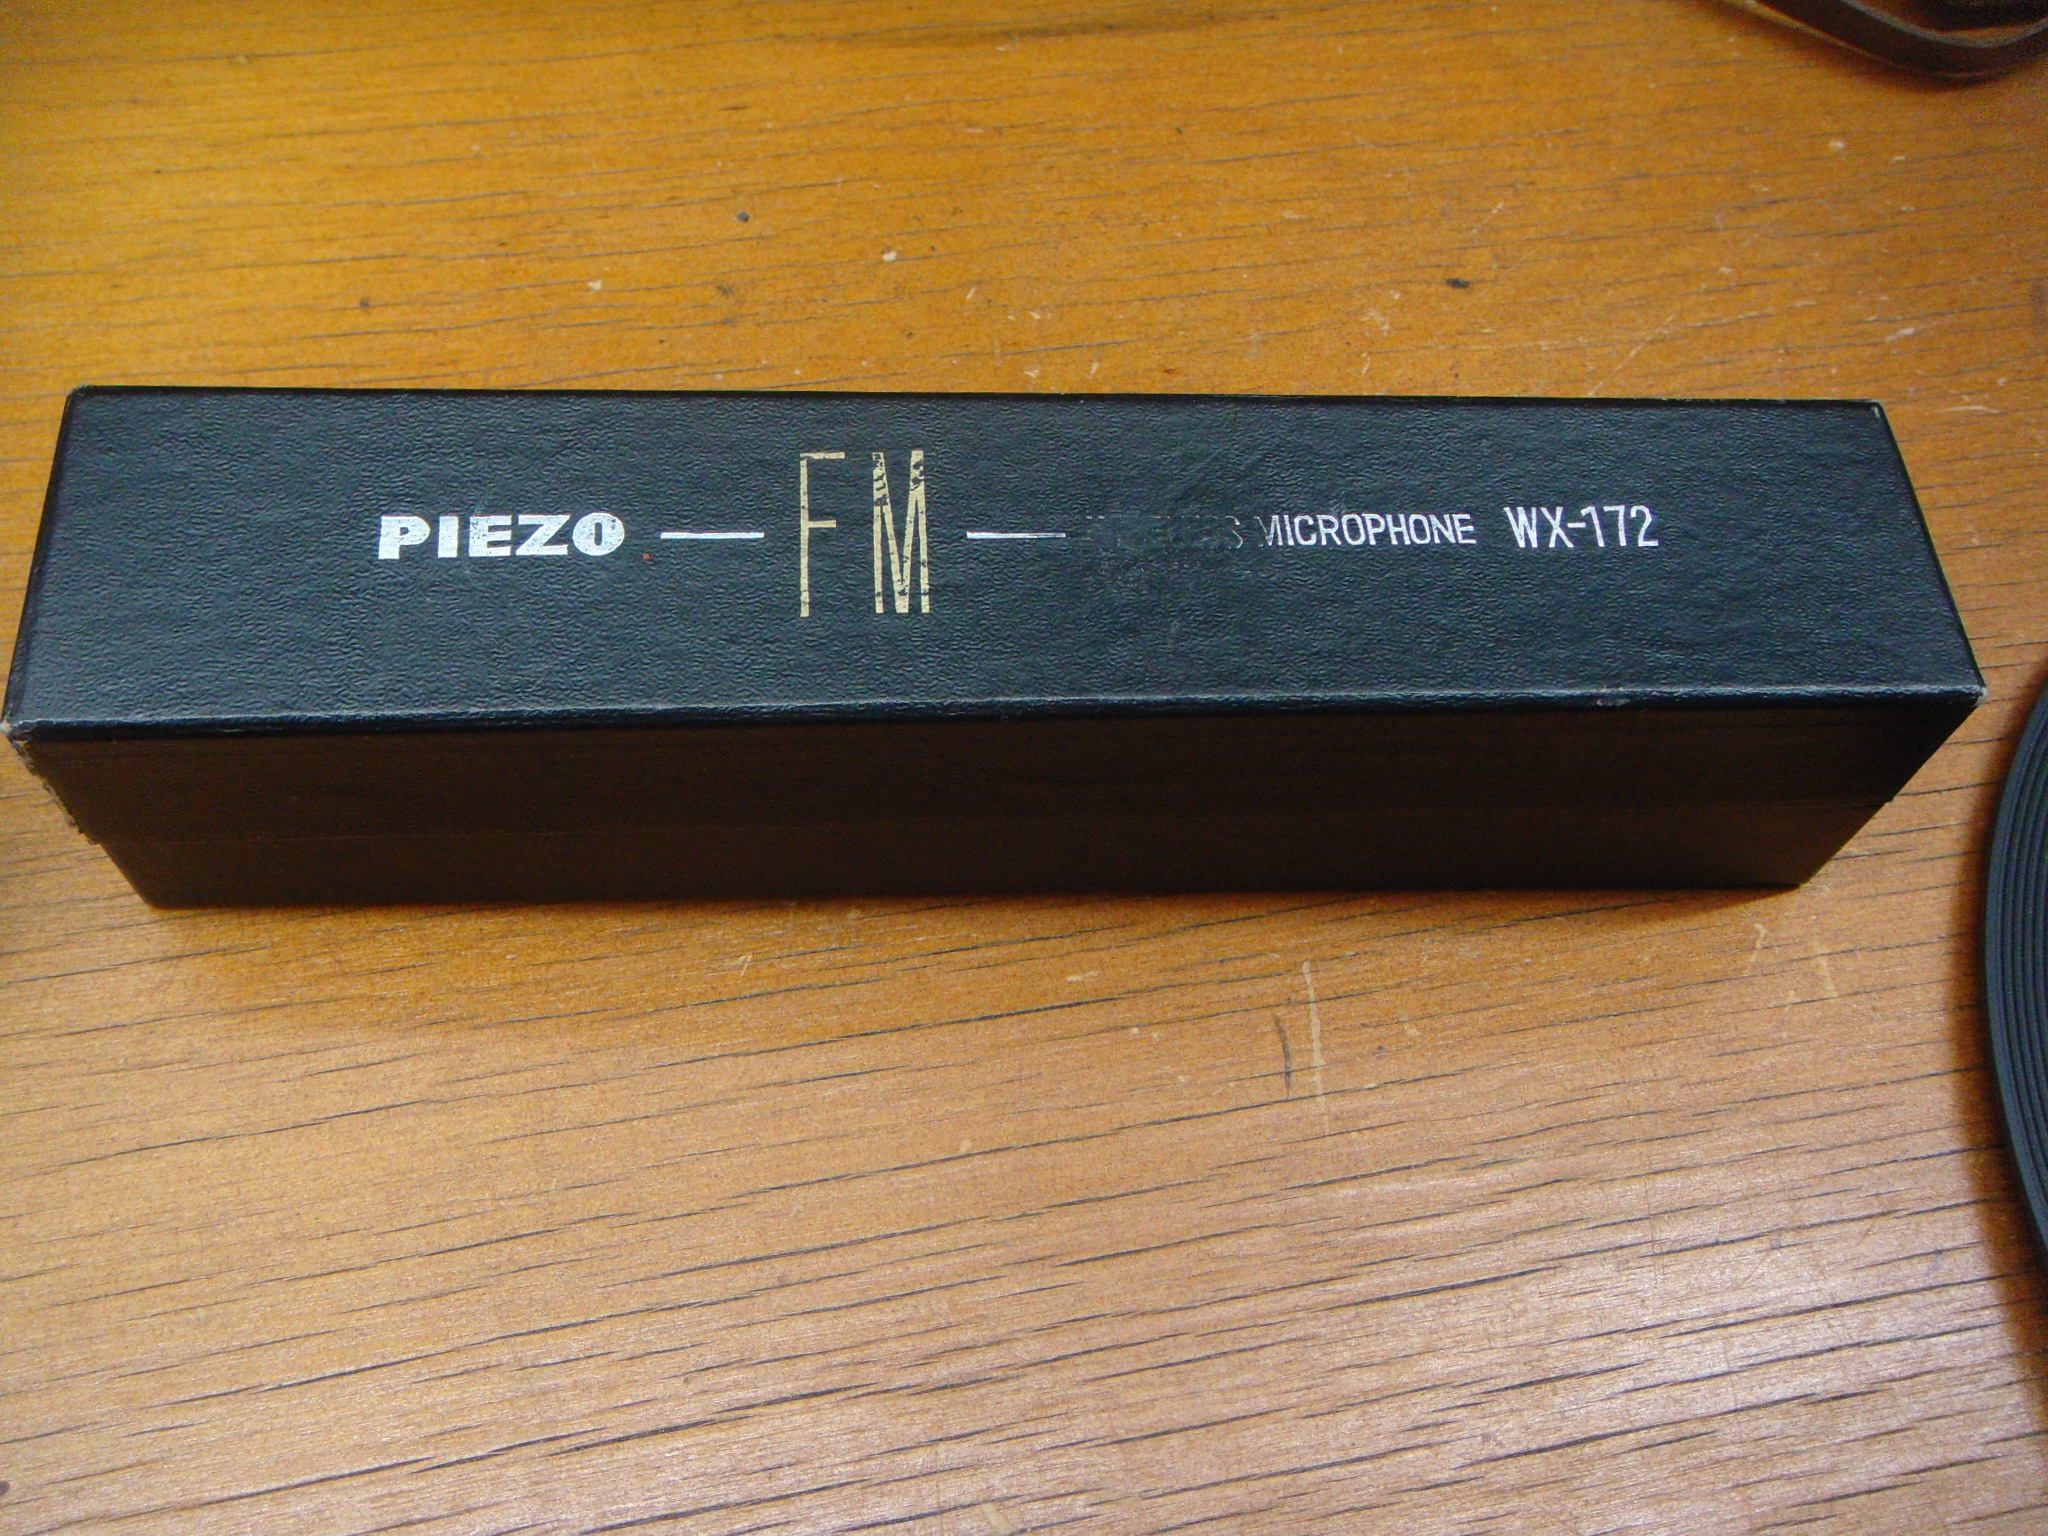 PIEZO — FM — MICROPHONE WX-172